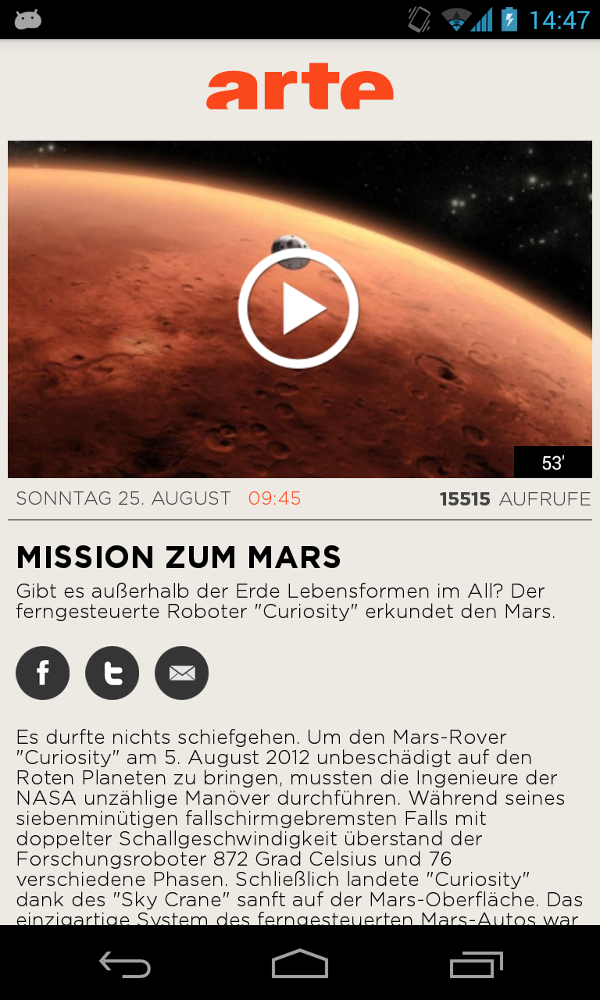 14:47
arte
53'
SONNTAG 25. AUGUST 09:45 15515 AUFRUFE
MISSION ZUM MARS
Gibt es außerhalb der Erde Lebensformen im All? Der
ferngesteuerte Roboter "Curiosity" erkundet den Mars.
Es durfte nichts schiefgehen. Um den Mars-Rover
"Curiosity" am 5. August 2012 unbeschädigt auf den
Roten Planeten zu bringen, mussten die Ingenieure der
NASA unzählige Manöver durchführen. Während seines
siebenminütigen fallschirmgebremsten Falls mit
doppelter Schallgeschwindigkeit überstand der
Forschungsroboter 872 Grad Celsius und 76
verschiedene Phasen. Schließlich landete "Curiosity"
dank des "Sky Crane" sanft auf der Mars-Oberfläche. Das
einzigartige System des ferngesteuerten Mars-Autos war